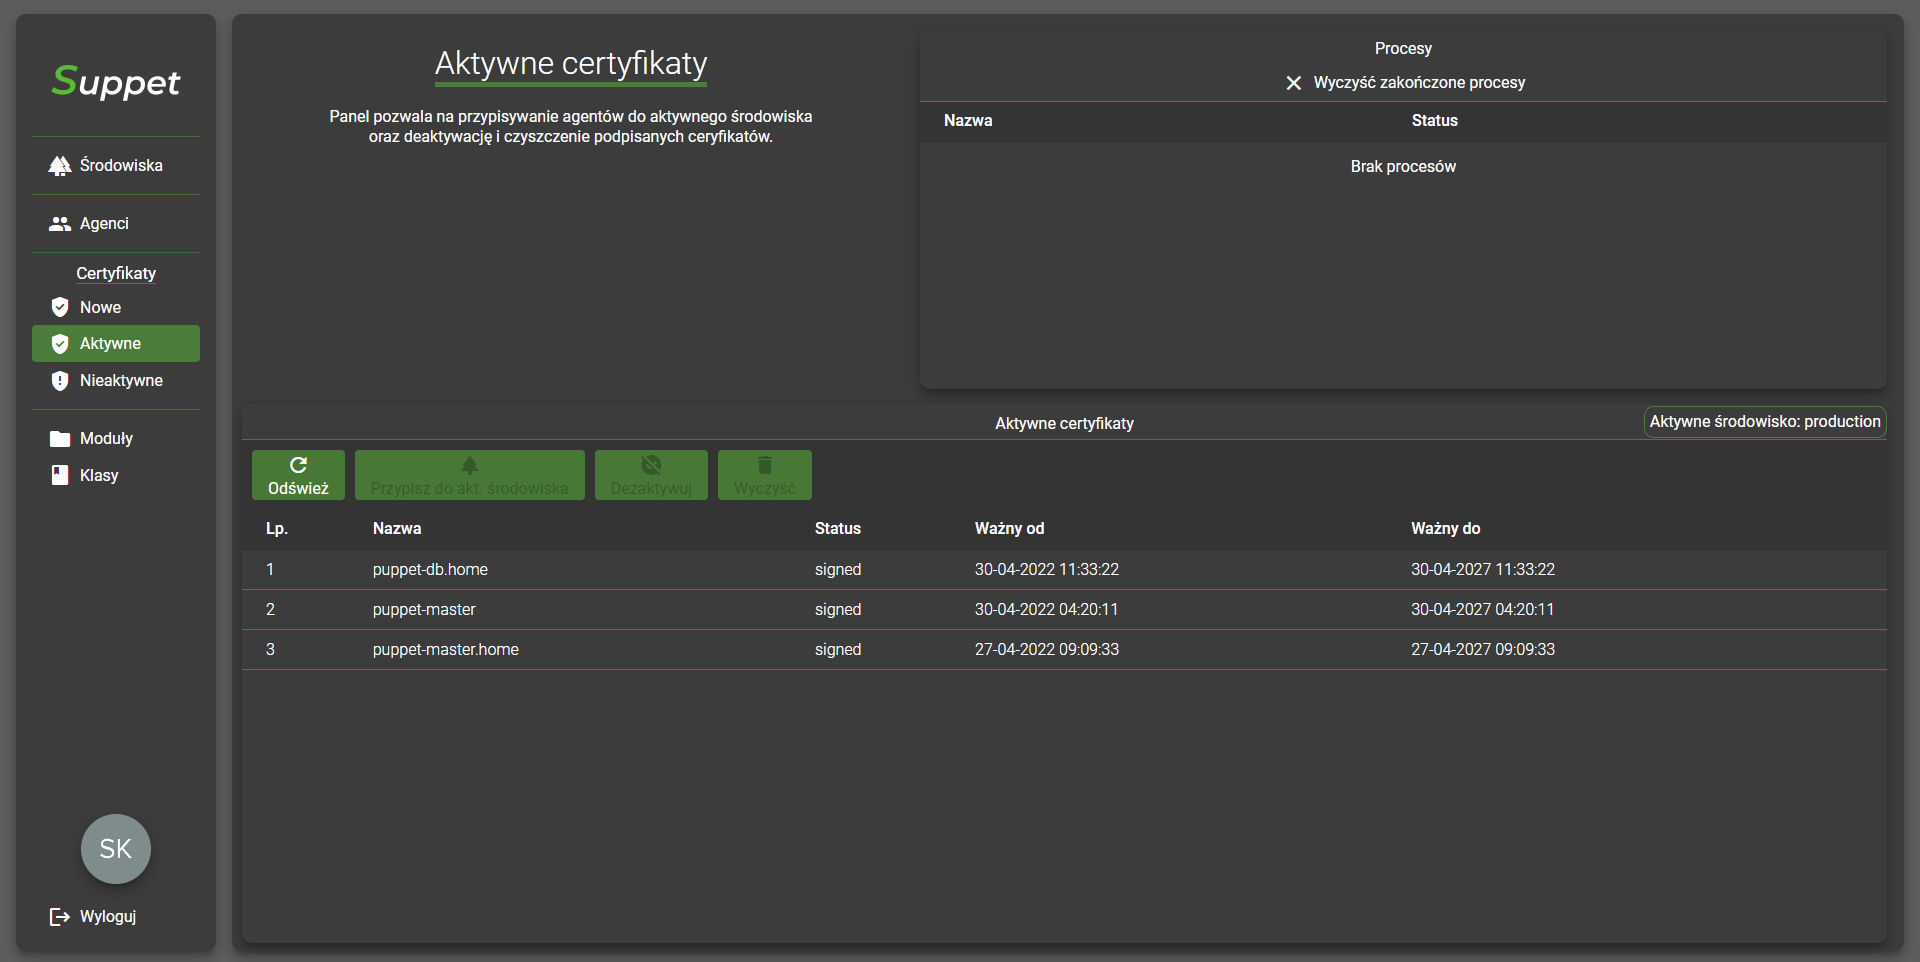 Suppet
Środowiska
Agenci
Certyfikaty
Nowe
Aktywne
Nieaktywne
Moduły
Klasy
SK
Wyloguj
Aktywne certyfikaty
Panel pozwala na przypisywanie agentów do aktywnego środowiska
oraz deaktywację i czyszczenie podpisanych ceryfikatów.
Procesy
Wyczyść zakończone procesy
Nazwa Status
Brak procesów
Aktywne certyfikaty
Aktywne środowisko: production
Odśwież Przypisz do akt. środowiska Dezaktywuj Wyczyść
Lp. Nazwa Status Ważny od Ważny do
1 puppet-db.home signed 30-04-2022 11:33:22 30-04-2027 11:33:22
2 puppet-master signed 30-04-2022 04:20:11 30-04-2027 04:20:11
3 puppet-master.home signed 27-04-2022 09:09:33 27-04-2027 09:09:33